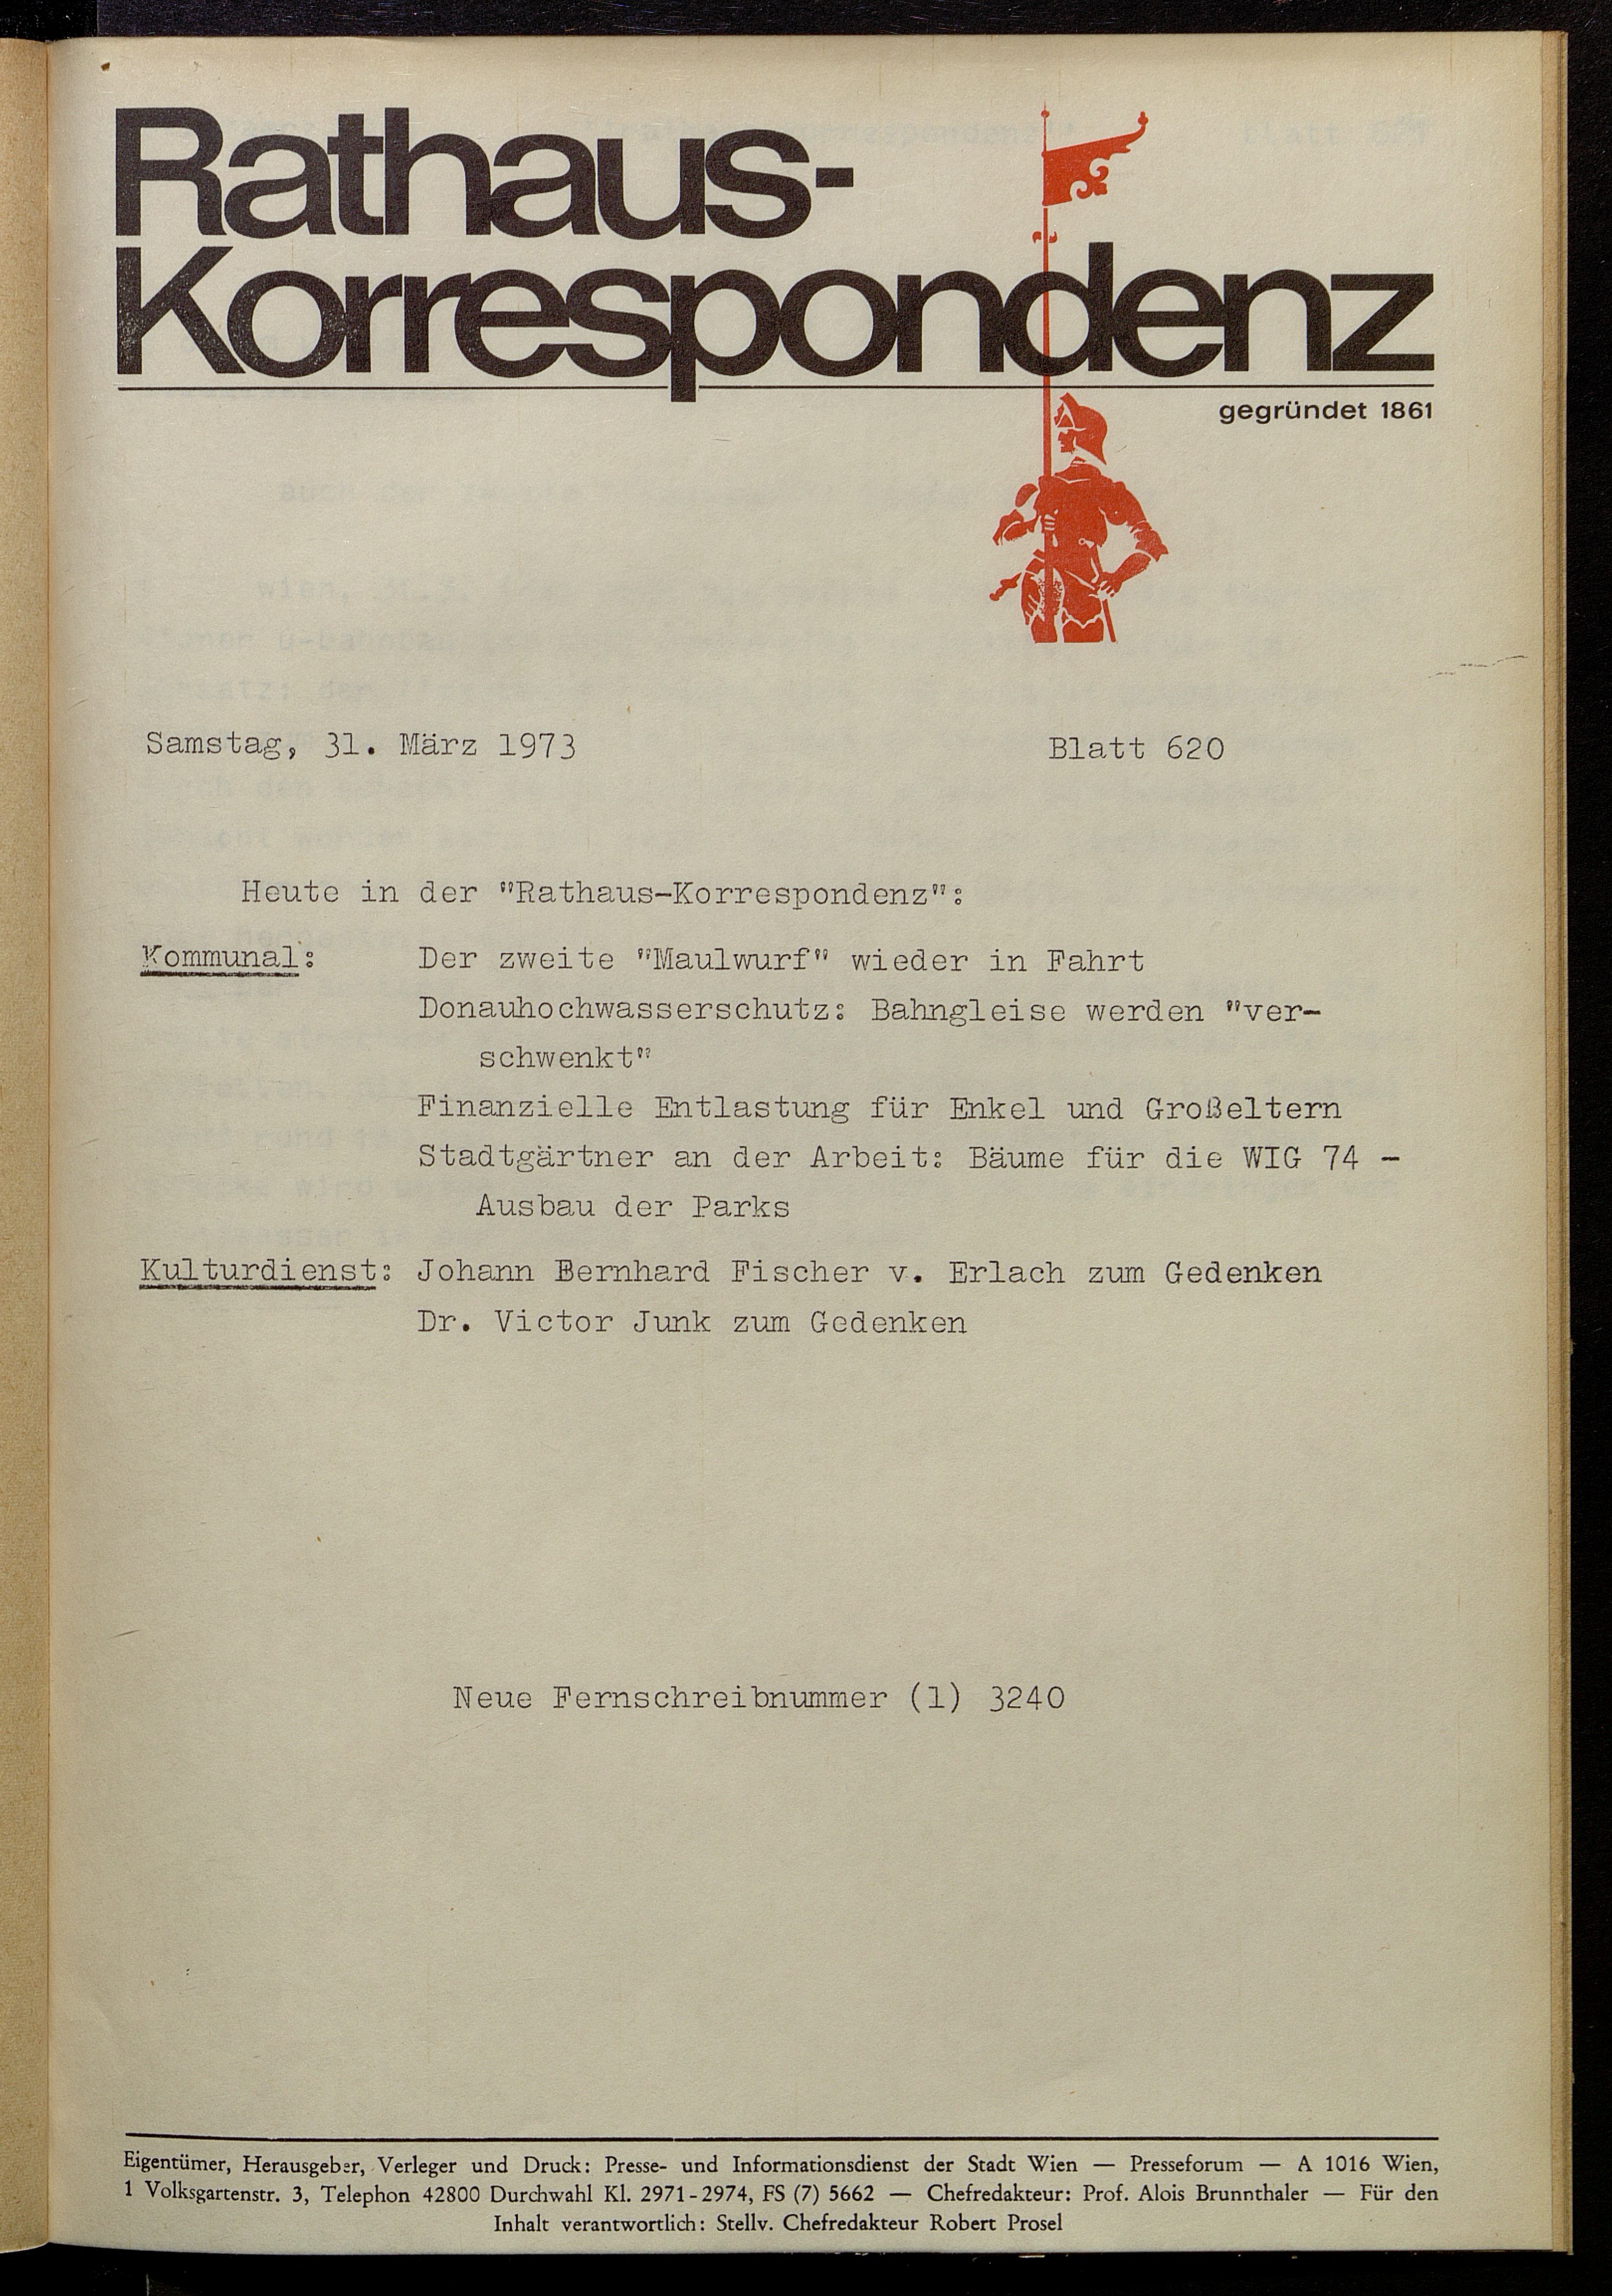 Rathaus-
Korrespondenz
gegründet 1861
Samstag, 31. März 1973 Blatt 620
Heute in der "Rathaus-Korrespondenz":
Kommunal: Der zweite "Maulwurf" wieder in Fahrt
Donauhochwasserschutz: Bahngleise werden "ver-
schwenkt"
Finanzielle Entlastung für Enkel und Großeltern
Stadtgärtner an der Arbeit: Bäume für die WIG 74 -
Ausbau der Parks
Kulturdienst: Johann Bernhard Fischer v. Erlach zum Gedenken
Dr. Victor Junk zum Gedenken
Neue Fernschreibnummer (1) 3240
Eigentümer, Herausgeber, Verleger und Druck: Presse- und Informationsdienst der Stadt Wien — Presseforum — A 1016 Wien,
1 Volksgartenstr. 3, Telephon 42800 Durchwahl Kl. 2971-2974, FS (7) 5662 — Chefredakteur: Prof. Alois Brunnthaler — Für den
Inhalt verantwortlich: Stellv. Chefredakteur Robert Prosel